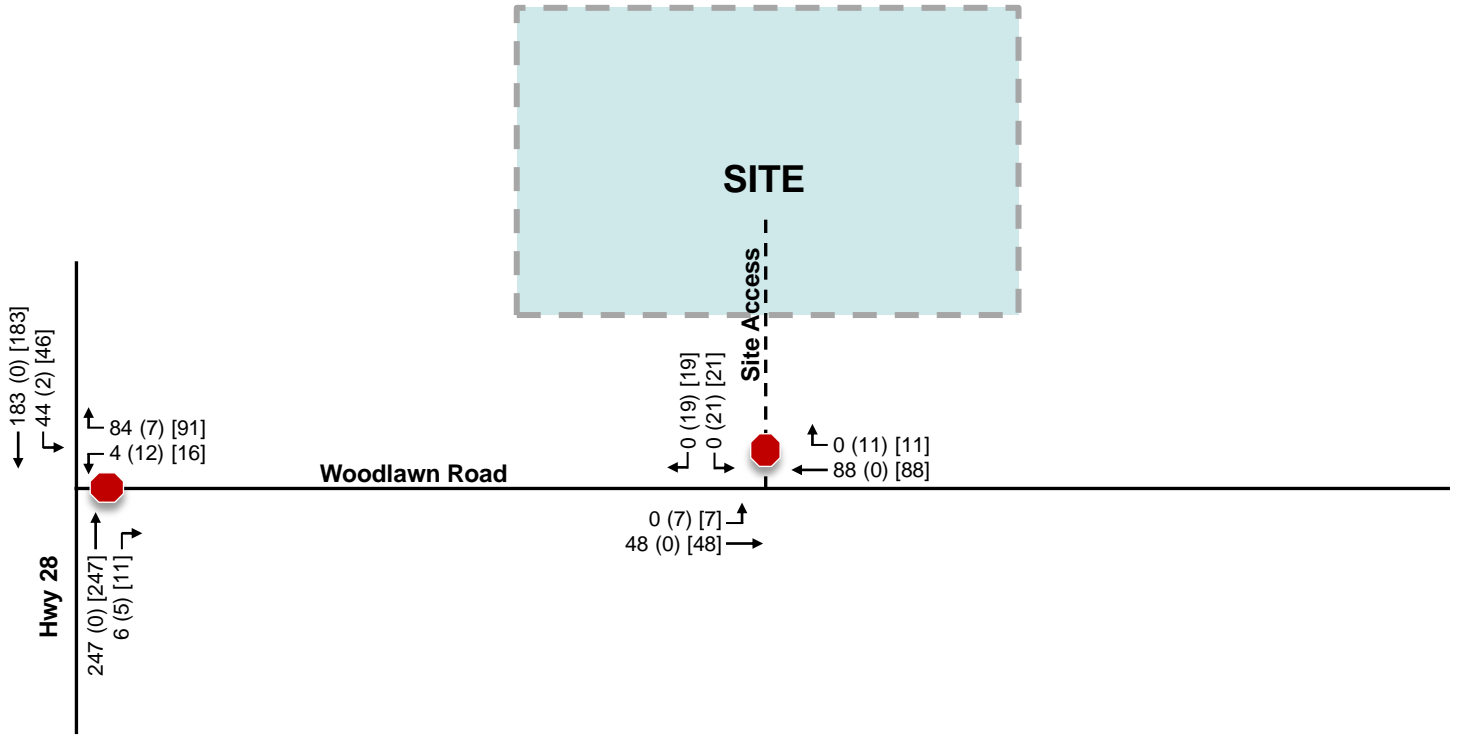 SITE
Site Access
183 (0) [183]
44 (2) [46]
84 (7) [91]
4 (12) [16]
Woodlawn Road
0 (19) [19]
0 (21) [21]
0 (11) [11]
88 (0) [88]
0 (7) [7]
48 (0) [48]
Hwy 28
247 (0) [247]
6 (5) [11]